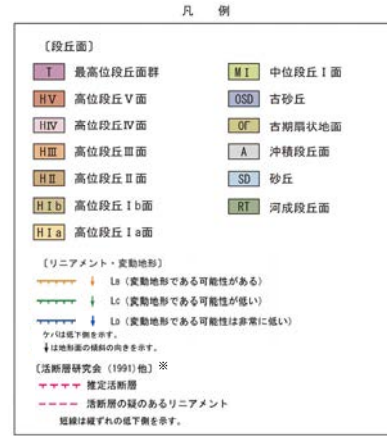 凡 例
〔段丘面〕
T 最高位段丘面群
HⅤ 高位段丘Ⅴ面
HⅣ 高位段丘Ⅳ面
HⅢ 高位段丘Ⅲ面
HⅡ 高位段丘Ⅱ面
HⅠb 高位段丘Ⅰb面
HⅠa 高位段丘Ⅰa面
MⅠ 中位段丘Ⅰ面
OSD 古砂丘
Of 古期扇状地面
A 沖積段丘面
SD 砂丘
RT 河成段丘面
〔リニアメント・変動地形〕
LB (変動地形である可能性がある)
LC (変動地形である可能性が低い)
LD (変動地形である可能性は非常に低い)
ケバは低下側を示す。
↓は地形面の傾斜の向きを示す。
〔活断層研究会(1991)他〕※
推定活断層
活断層の疑のあるリニアメント
短線は縦ずれの低下側を示す。